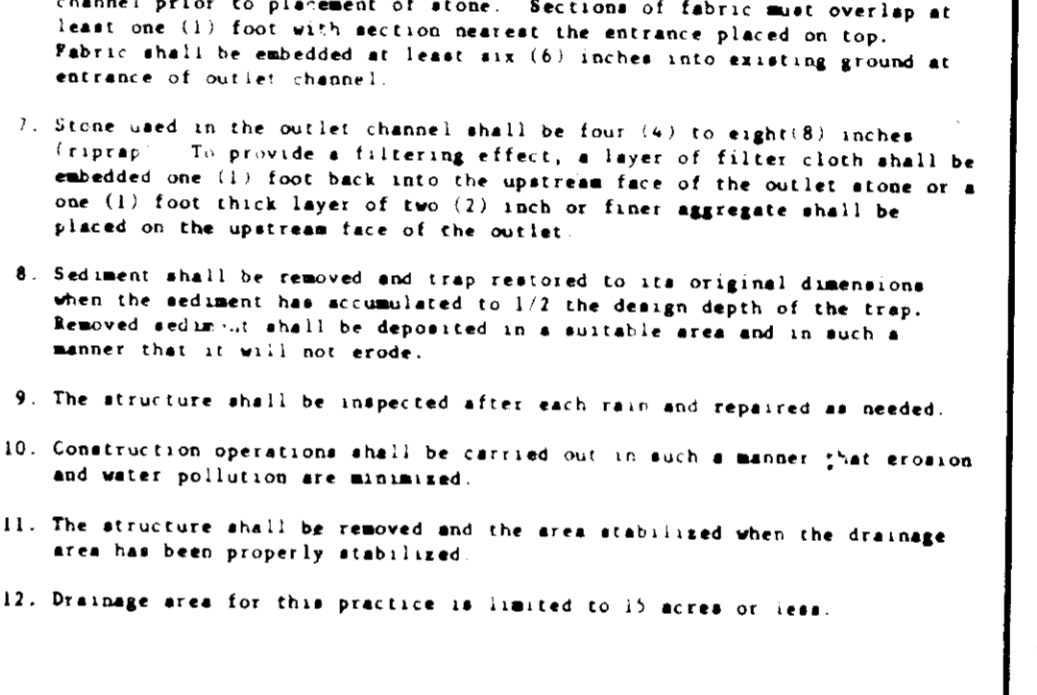 channel prior to placement of stone. Sections of fabric must overlap at
least one (1) foot with section nearest the entrance placed on top.
Fabric shall be embedded at least six (6) inches into existing ground at
entrance of outlet channel.
7. Stone used in the outlet channel shall be four (4) to eight(8) inches
(riprap To provide a filtering effect, a layer of filter cloth shall be
embedded one (1) foot back into the upstream face of the outlet stone or a
one (1) foot thick layer of two (2) inch or finer aggregate shall be
placed on the upstream face of the outlet.
8. Sediment shall be removed and trap restored to its original dimensions
when the sediment has accumulated to 1/2 the design depth of the trap.
Removed sediment shall be deposited in a suitable area and in such a
manner that it will not erode.
9. The structure shall be inspected after each rain and repaired as needed.
10. Construction operations shall be carried out in such a manner that erosion
and water pollution are minimized.
11. The structure shall be removed and the area stabilized when the drainage
area has been properly stabilized.
12. Drainage area for this practice is limited to 15 acres or less.